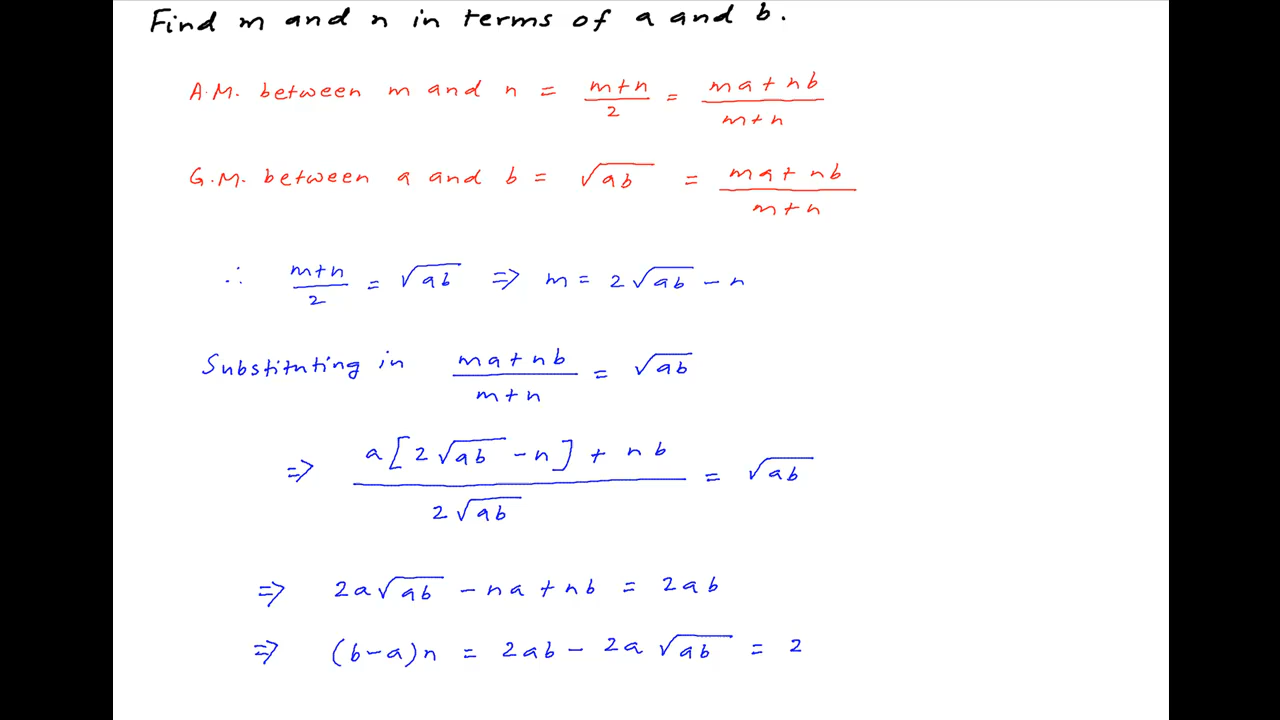 Find m and n in terms of a and b.
A.M. between m and n = (m+n)/2 = (ma+nb)/(m+n)
G.M. between a and b = √ab = (ma+nb)/(m+n)
∴ (m+n)/2 = √ab ⇒ m = 2√ab - n
Substituting in (ma+nb)/(m+n) = √ab
⇒ (a[2√ab - n] + nb)/(2√ab) = √ab
⇒ 2a√ab - na + nb = 2ab
⇒ (b-a)n = 2ab - 2a√ab = 2